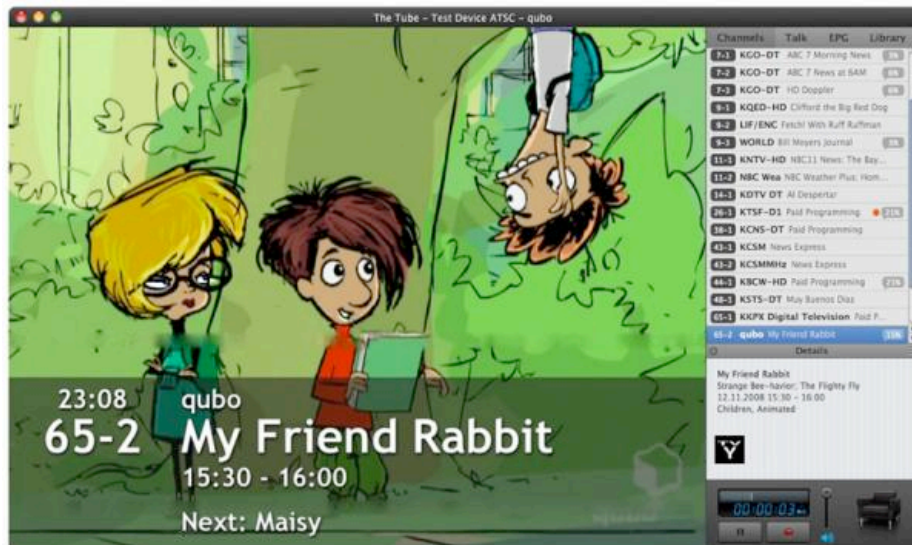 The Tube – Test Device ATSC – qubo
Channels Talk EPG Library
7-1 KGO-DT ABC 7 Morning News
7-2 KGO-DT ABC 7 News at 6AM
7-3 KGO-DT HD Doppler
9-1 KQED-HD Clifford the Big Red Dog
9-2 LIF/ENC Fetch! With Ruff Ruffman
9-3 WORLD Bill Moyers Journal
11-1 KNTV-HD NBC11 News: The Bay...
11-2 NBC Wea NBC Weather Plus: Hom...
14-1 KDTV DT Al Despertar
26-1 KTSF-D1 Paid Programming
38-1 KCNS-DT Paid Programming
43-1 KCSM News Express
43-2 KCSMMHz News Express
44-1 KBCW-HD Paid Programming
48-1 KSTS-DT Muy Buenos Dias
65-1 KKPX Digital Television Paid P...
65-2 qubo My Friend Rabbit
Details
My Friend Rabbit
Strange Bee-havior; The Flighty Fly
12.11.2008 15:30 - 16:00
Children, Animated
23:08 qubo
65-2 My Friend Rabbit
15:30 - 16:00
Next: Maisy
00:00:03